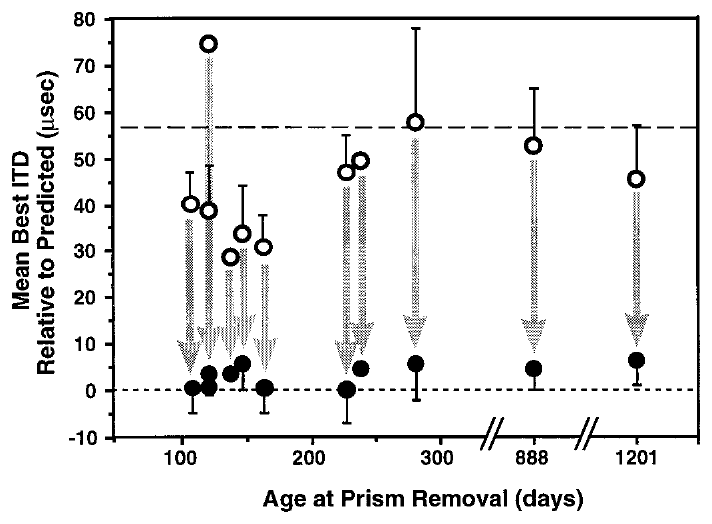 80
70
60
50
40
30
20
10
0
-10
Mean Best ITD
Relative to Predicted (μsec)
100 200 300 888 1201
Age at Prism Removal (days)